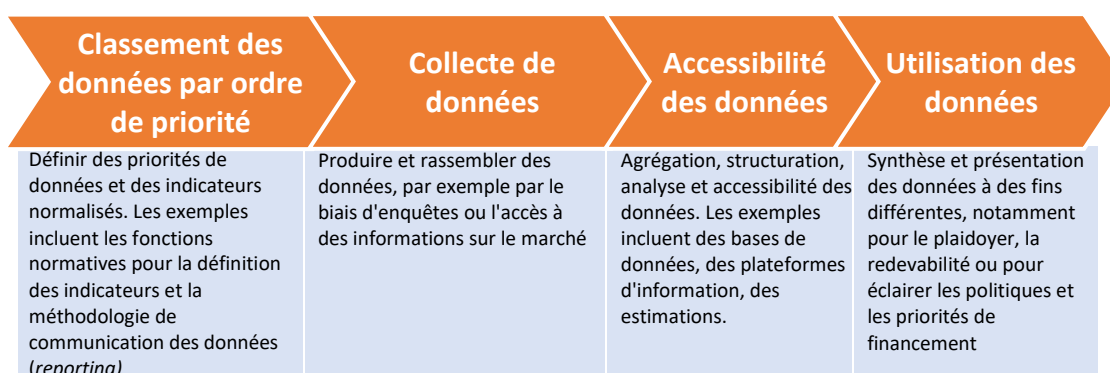 Classement des
données par ordre
de priorité
Collecte de
données
Accessibilité
des données
Utilisation des
données
Définir des priorités de
données et des indicateurs
normalisés. Les exemples
incluent les fonctions
normatives pour la définition
des indicateurs et la
méthodologie de
communication des données
(reporting)
Produire et rassembler des
données, par exemple par le
biais d'enquêtes ou l'accès à
des informations sur le marché
Agrégation, structuration,
analyse et accessibilité des
données. Les exemples
incluent des bases de
données, des plateformes
d'information, des
estimations.
Synthèse et présentation
des données à des fins
différentes, notamment
pour le plaidoyer, la
redevabilité ou pour
éclairer les politiques et
les priorités de
financement